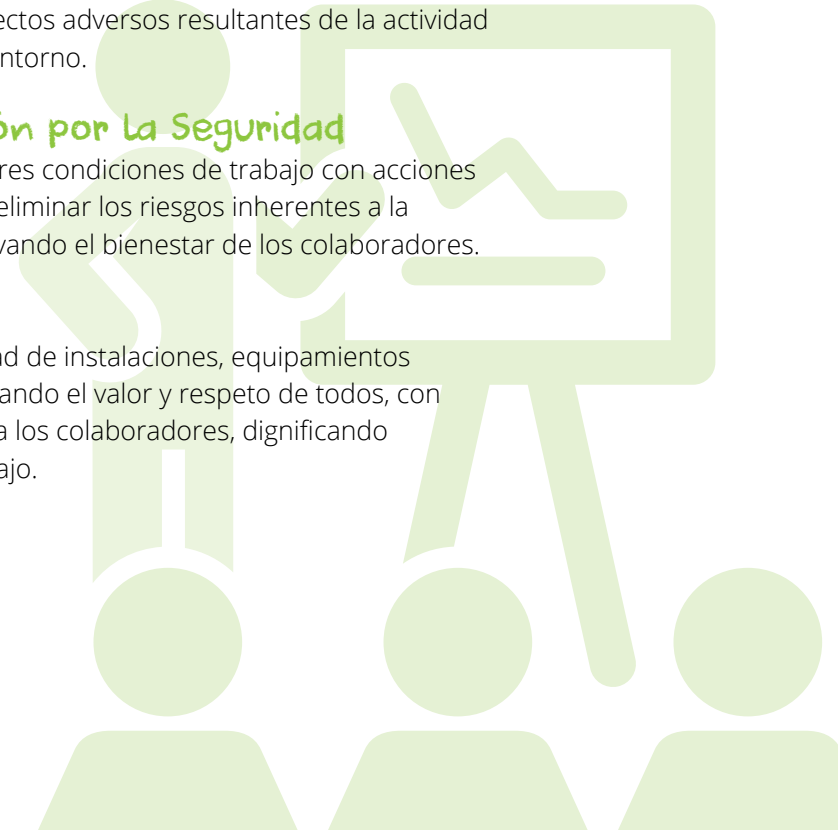 ectos adversos resultantes de la actividad
ntorno.
ón por la Seguridad
res condiciones de trabajo con acciones
eliminar los riesgos inherentes a la
vando el bienestar de los colaboradores.
ad de instalaciones, equipamientos
ando el valor y respeto de todos, con
a los colaboradores, dignificando
ajo.